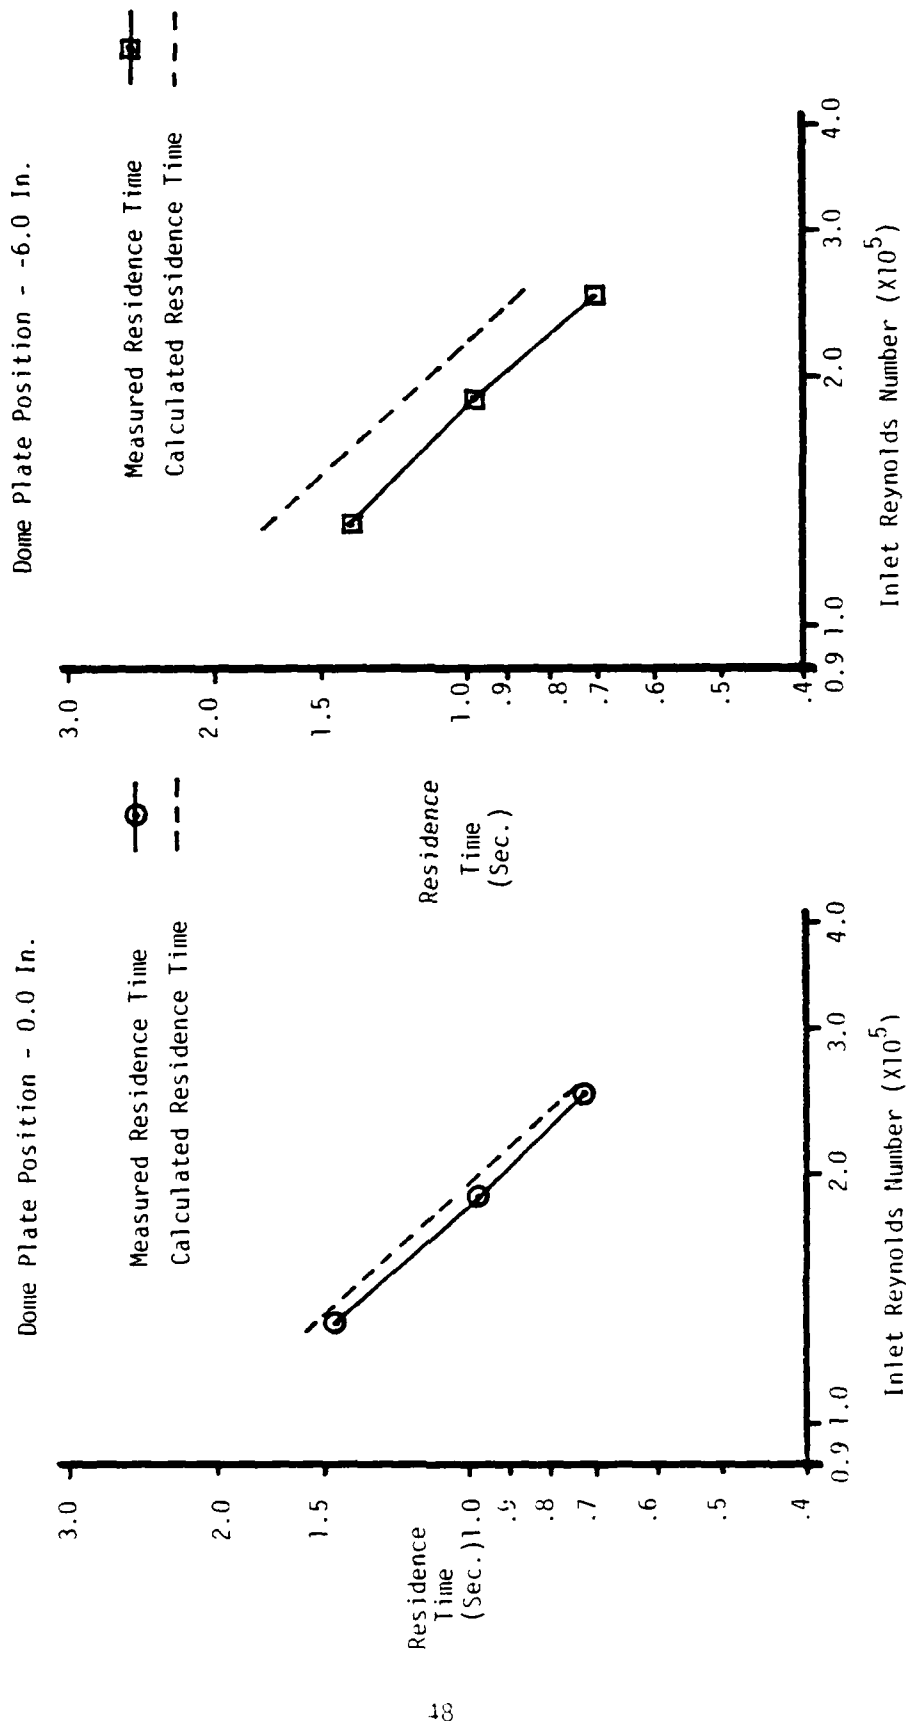 Dome Plate Position - 0.0 In.
Measured Residence Time
Calculated Residence Time
3.0
2.0
1.5
1.0
.9
.8
.7
.6
.5
.4
Residence
Time
(Sec.)
0.9 1.0 2.0 3.0 4.0
Inlet Reynolds Number (X10⁵)
Dome Plate Position - -6.0 In.
Measured Residence Time
Calculated Residence Time
3.0
2.0
1.5
1.0
.9
.8
.7
.6
.5
.4
Residence
Time
(Sec.)
0.9 1.0 2.0 3.0 4.0
Inlet Reynolds Number (X10⁵)
48